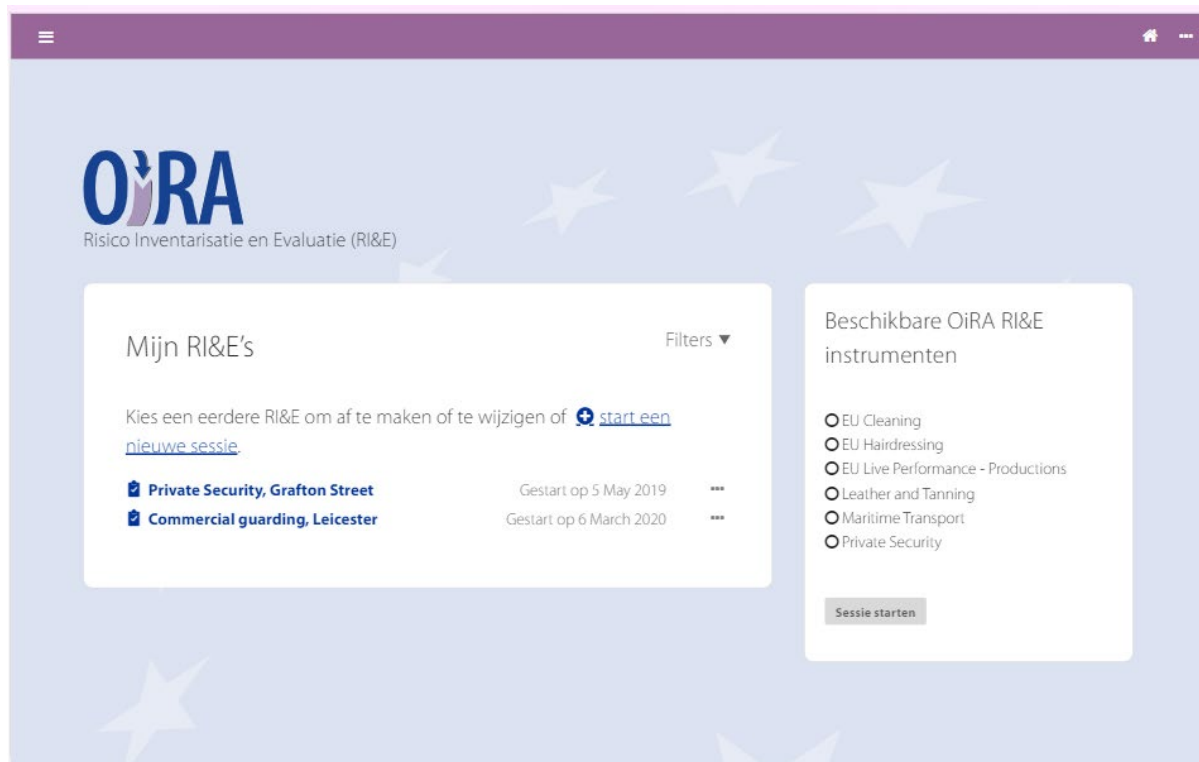 OiRA
Risico Inventarisatie en Evaluatie (RI&E)
Mijn RI&E's
Filters ▼
Kies een eerdere RI&E om af te maken of te wijzigen of start een
nieuwe sessie.
Private Security, Grafton Street Gestart op 5 May 2019
Commercial guarding, Leicester Gestart op 6 March 2020
Beschikbare OiRA RI&E
instrumenten
EU Cleaning
EU Hairdressing
EU Live Performance - Productions
Leather and Tanning
Maritime Transport
Private Security
Sessie starten